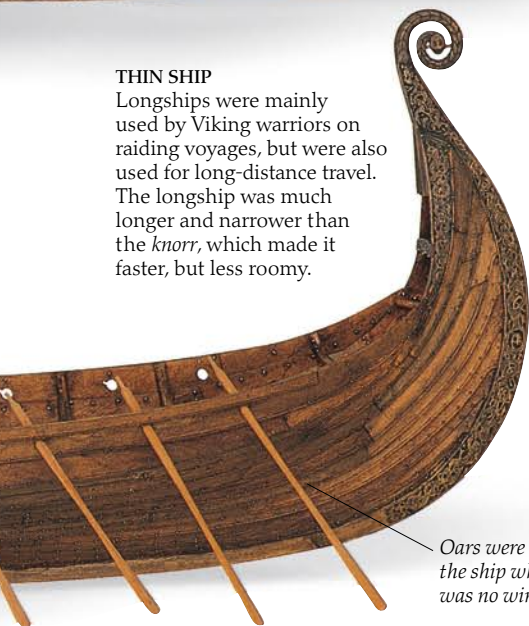 THIN SHIP
Longships were mainly
used by Viking warriors on
raiding voyages, but were also
used for long-distance travel.
The longship was much
longer and narrower than
the knorr, which made it
faster, but less roomy.
Oars were
the ship
was no